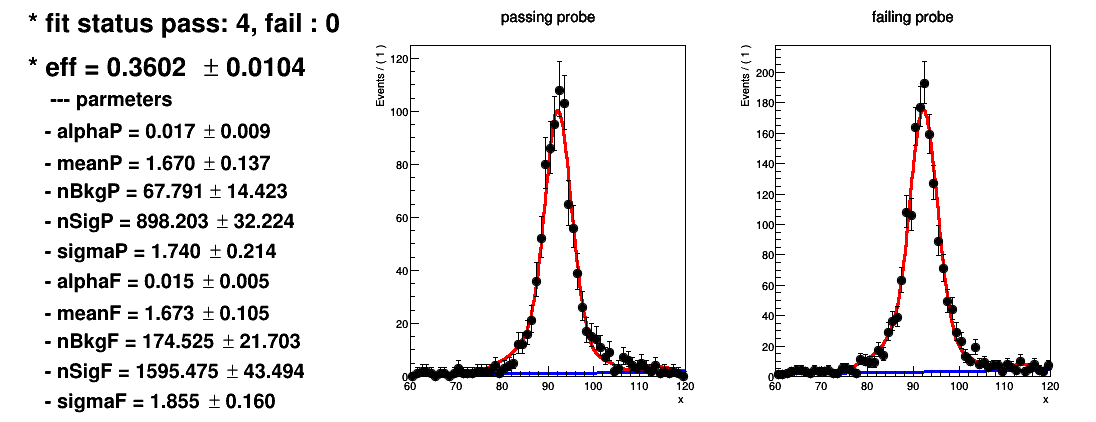 * fit status pass: 4, fail : 0
* eff = 0.3602 ± 0.0104
--- parmeters
- alphaP = 0.017 ± 0.009
- meanP = 1.670 ± 0.137
- nBkgP = 67.791 ± 14.423
- nSigP = 898.203 ± 32.224
- sigmaP = 1.740 ± 0.214
- alphaF = 0.015 ± 0.005
- meanF = 1.673 ± 0.105
- nBkgF = 174.525 ± 21.703
- nSigF = 1595.475 ± 43.494
- sigmaF = 1.855 ± 0.160
passing probe
Events / ( 1 )
120
100
80
60
40
20
0
60 70 80 90 100 110 120
x
failing probe
Events / ( 1 )
200
180
160
140
120
100
80
60
40
20
0
60 70 80 90 100 110 120
x